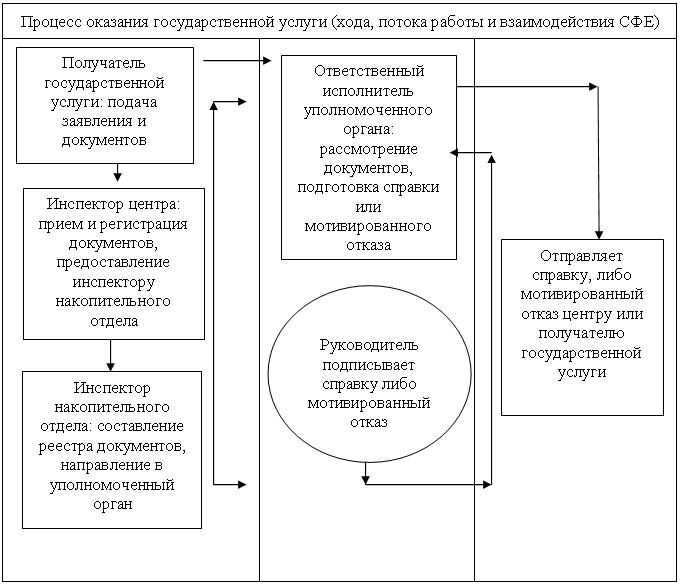 Процесс оказания государственной услуги (хода, потока работы и взаимодействия СФЕ)
Получатель
государственной
услуги: подача
заявления и
документов
Инспектор центра:
прием и регистрация
документов,
предоставление
инспектору
накопительного
отдела
Инспектор
накопительного
отдела: составление
реестра документов,
направление в
уполномоченный
орган
Ответственный
исполнитель
уполномоченного
органа:
рассмотрение
документов,
подготовка справки
или
мотивированного
отказа
Руководитель
подписывает
справку либо
мотивированный
отказ
Отправляет
справку, либо
мотивированный
отказ центру или
получателю
государственной
услуги